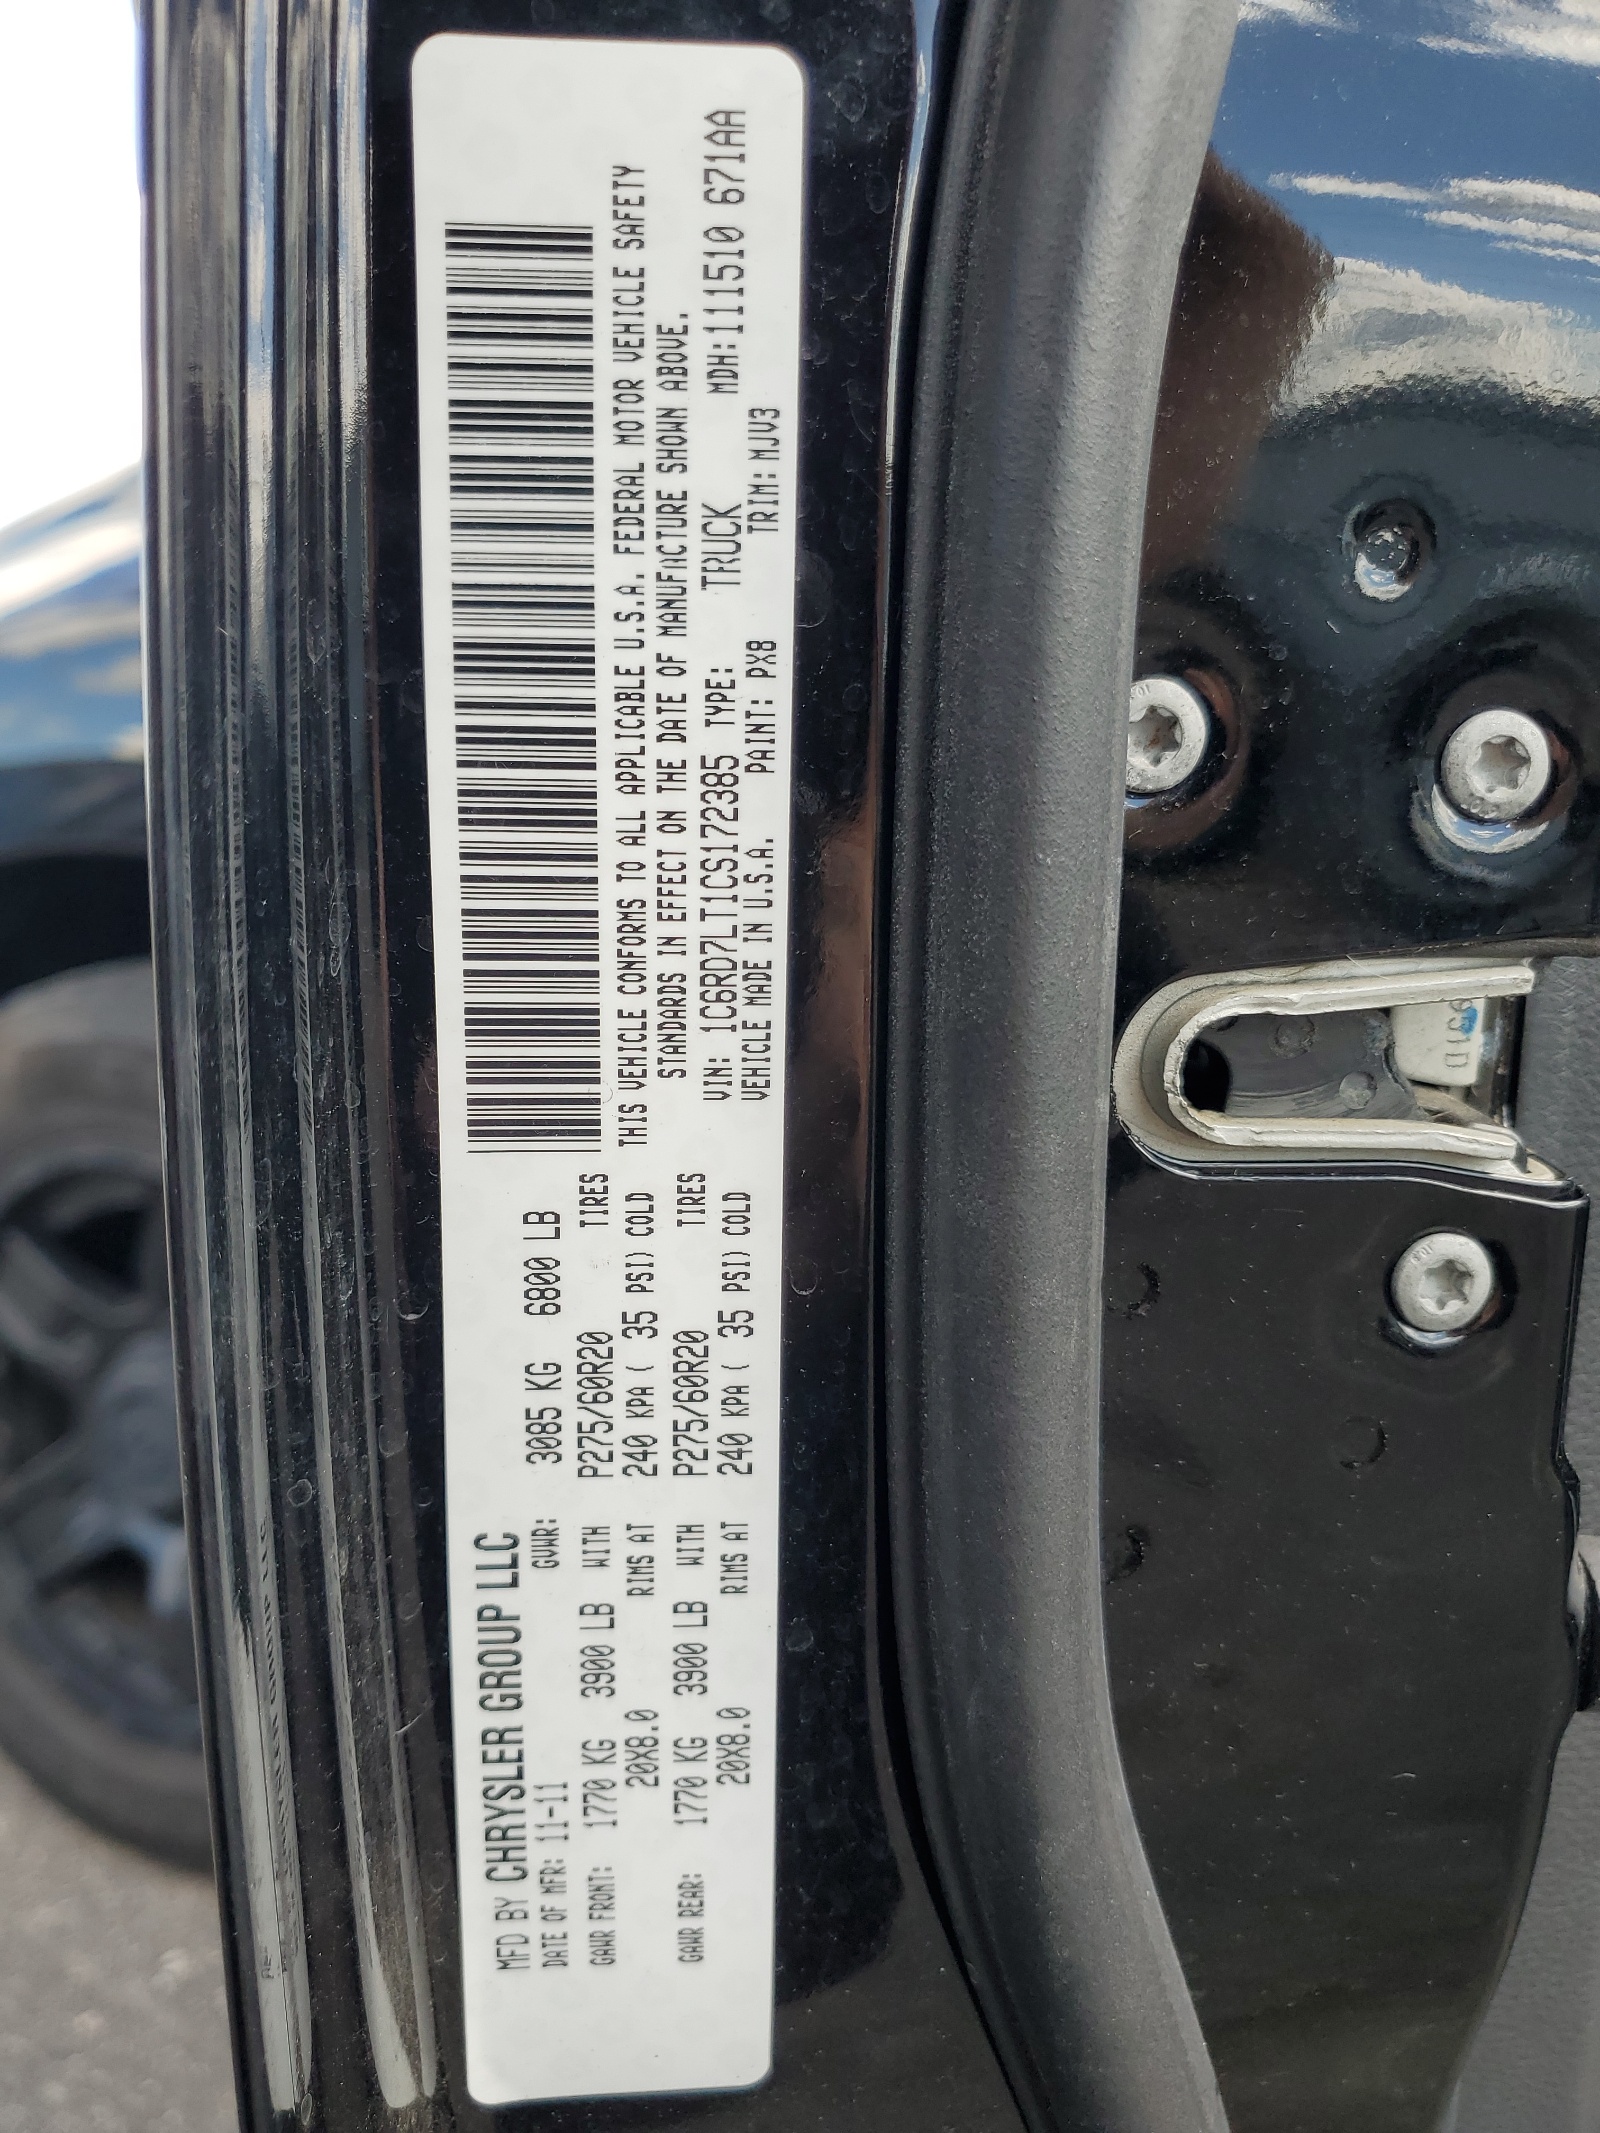 MFD BY CHRYSLER GROUP LLC
DATE OF MFR: 11-11 GVWR: 3085 KG 6800 LB
GAWR FRONT: 1770 KG 3900 LB WITH P275/60R20 TIRES
20X8.0 RIMS AT 240 KPA ( 35 PSI) COLD
GAWR REAR: 1770 KG 3900 LB WITH P275/60R20 TIRES
20X8.0 RIMS AT 240 KPA ( 35 PSI) COLD
THIS VEHICLE CONFORMS TO ALL APPLICABLE U.S.A. FEDERAL MOTOR VEHICLE SAFETY
STANDARDS IN EFFECT ON THE DATE OF MANUFACTURE SHOWN ABOVE.
VIN: 1C6RD7LT1CS172385 TYPE: TRUCK MDH: 111510 671AA
VEHICLE MADE IN U.S.A. PAINT: PX8 TRIM: MJV3
931D